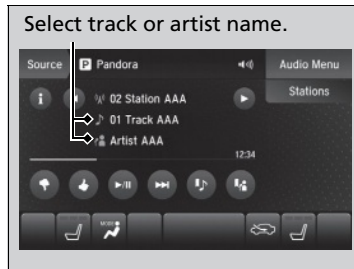 Select track or artist name.
Source P Pandora Audio Menu
i 02 Station AAA Stations
01 Track AAA
Artist AAA
12:34
MODE